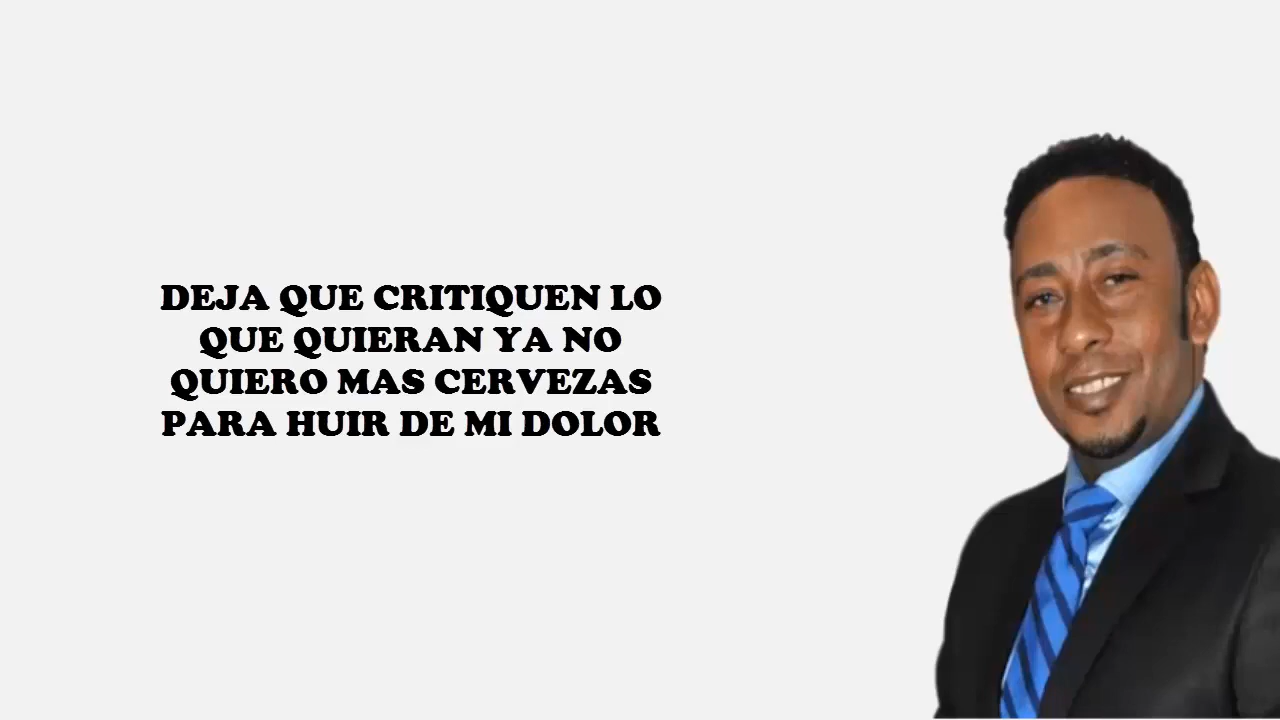 DEJA QUE CRITIQUEN LO
QUE QUIERAN YA NO
QUIERO MAS CERVEZAS
PARA HUIR DE MI DOLOR